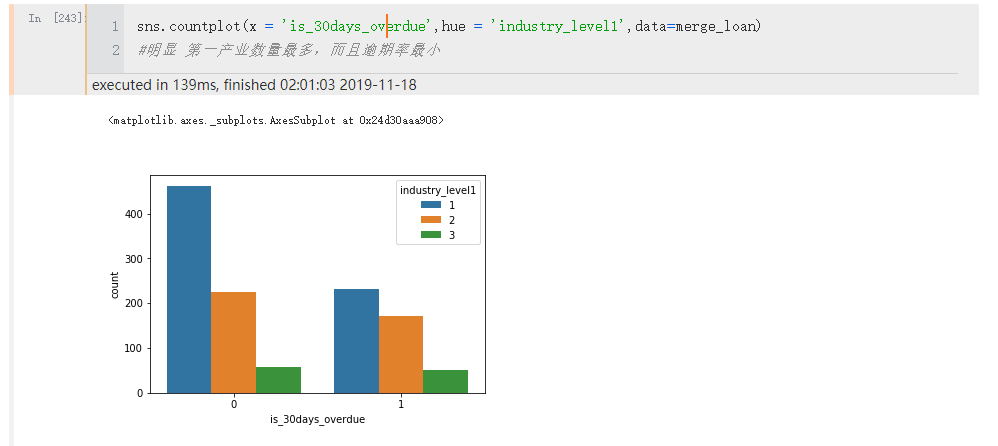 In [243]:
1 sns.countplot(x = 'is_30days_overdue',hue = 'industry_level1',data=merge_loan)
2 #明显 第一产业数量最多，而且逾期率最小
executed in 139ms, finished 02:01:03 2019-11-18
<matplotlib.axes._subplots.AxesSubplot at 0x24d30aaa908>
industry_level1
1
2
3
400
300
200
100
0
count
0 1
is_30days_overdue